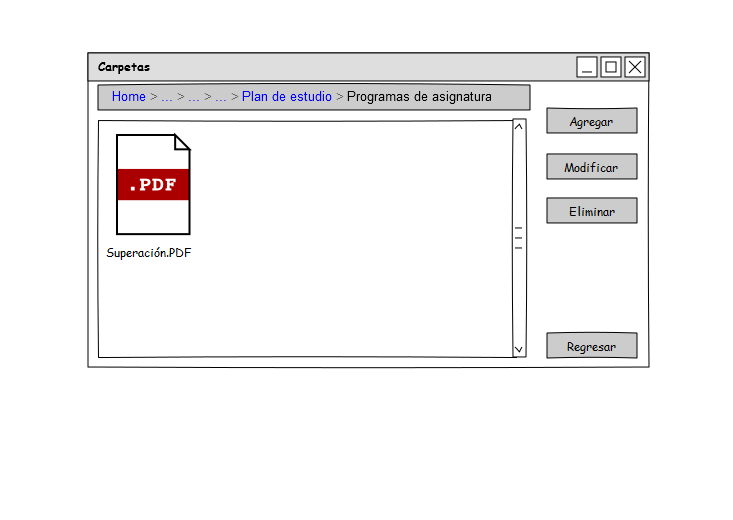 Carpetas
Home > ... > ... > ... > Plan de estudio > Programas de asignatura
Agregar
.PDF
Modificar
Eliminar
Superación.PDF
Regresar